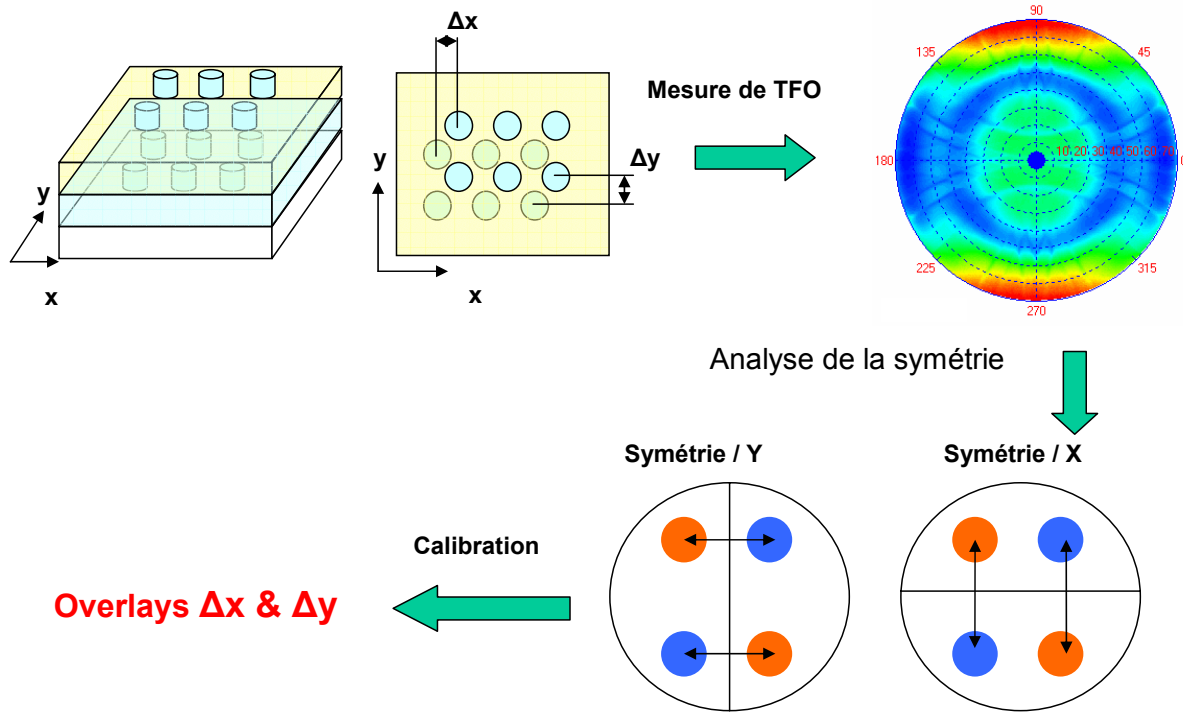 Δx
Mesure de TFO
y
y
Δy
x
x
90
135
45
180
10 20 30 40 50 60 70
0
225
315
270
Analyse de la symétrie
Symétrie / Y
Symétrie / X
Calibration
Overlays Δx & Δy